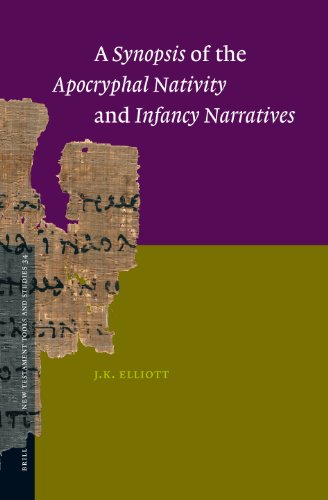 A Synopsis of the
Apocryphal Nativity
and Infancy Narratives
J.K. ELLIOTT
BRILL
NEW TESTAMENT TOOLS AND STUDIES 34